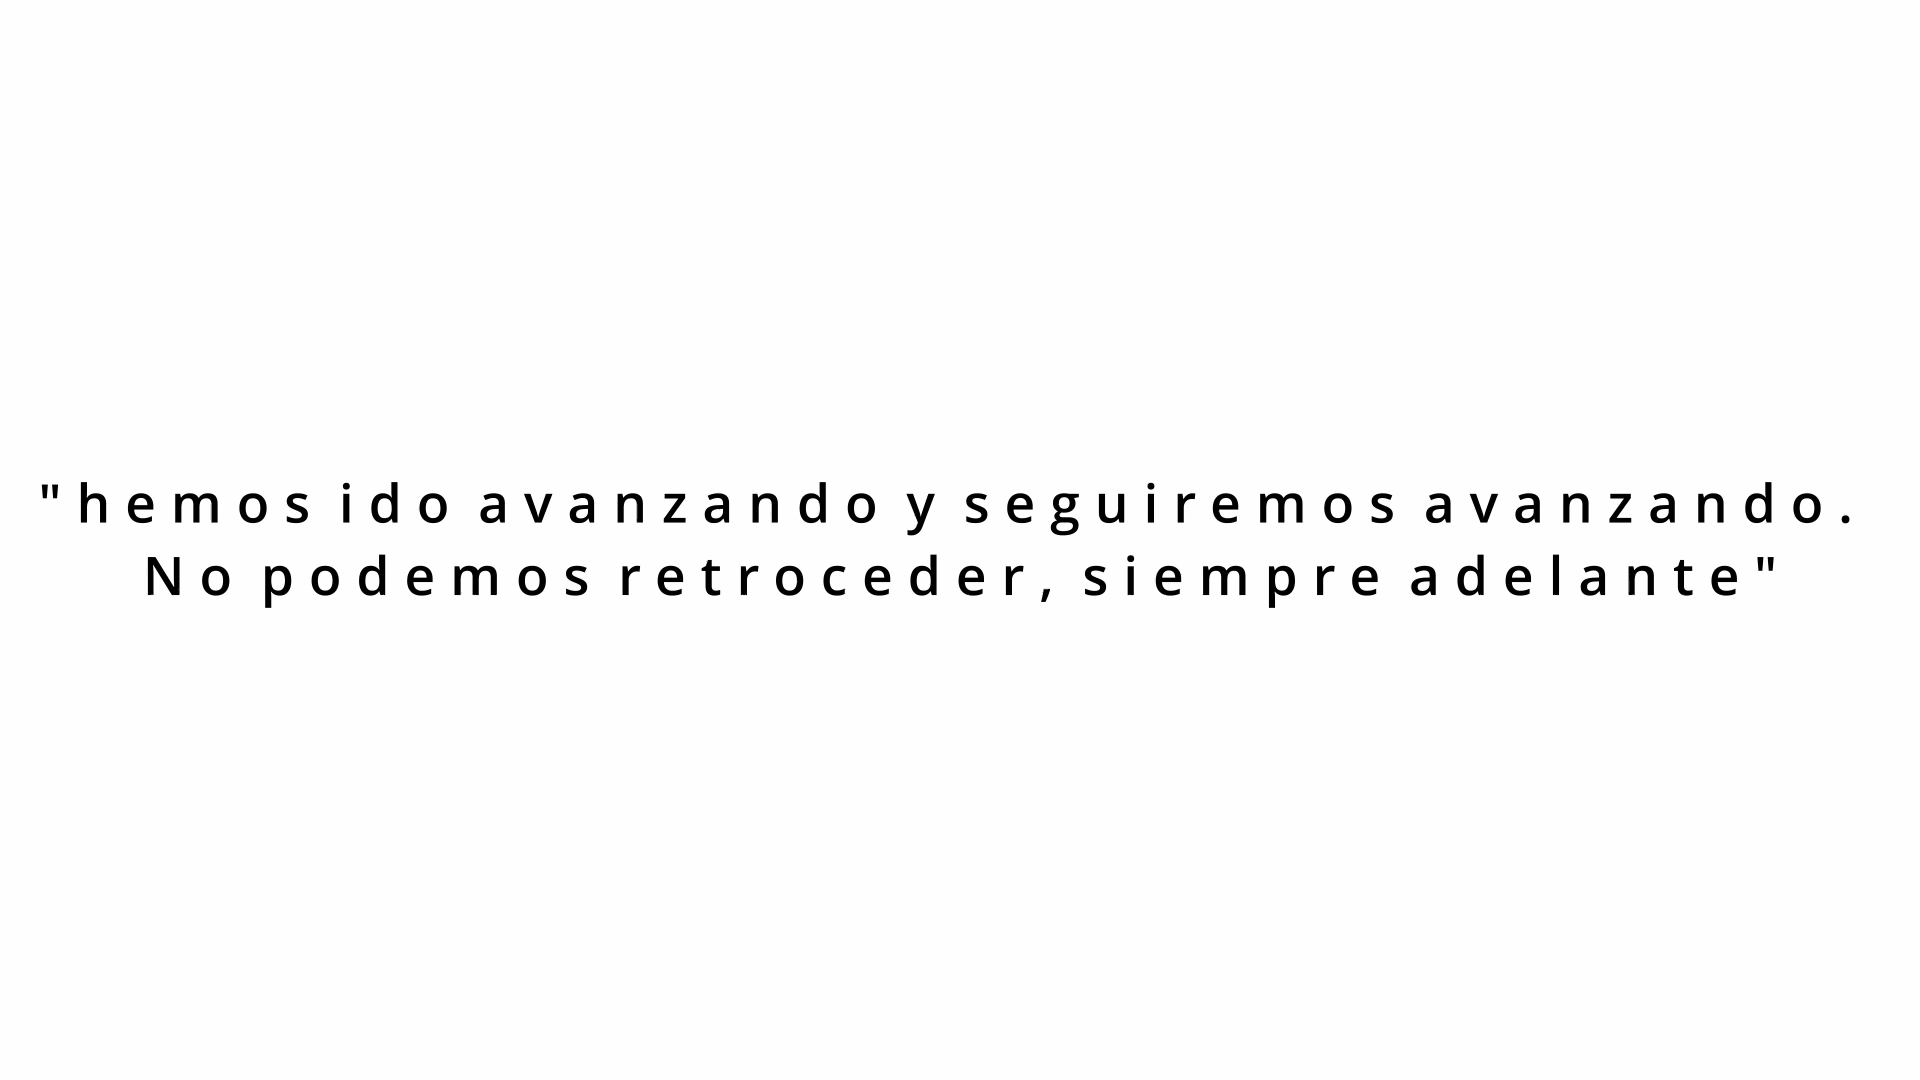 "hemos ido avanzando y seguiremos avanzando.
No podemos retroceder, siempre adelante"